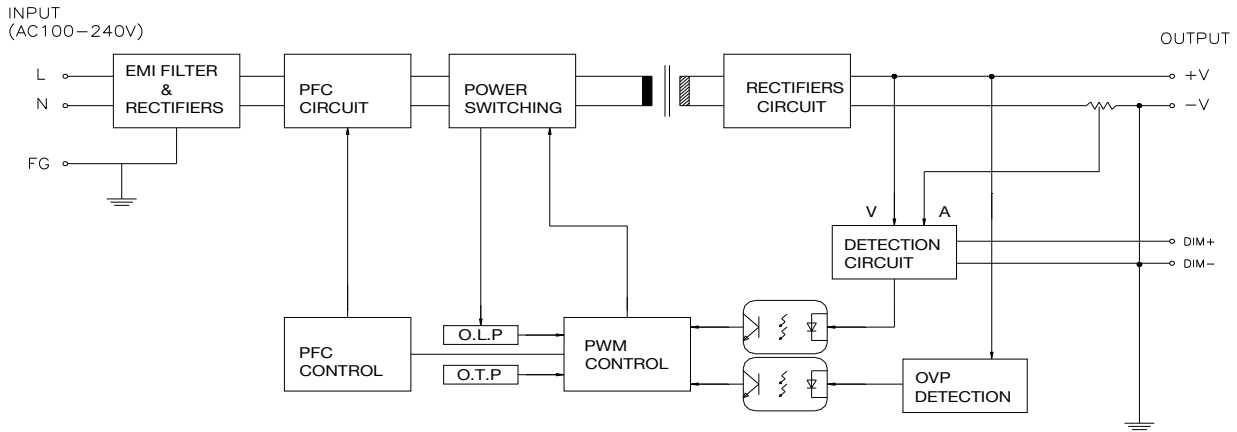 INPUT
(AC100-240V)
OUTPUT
L
N
FG
EMI FILTER
&
RECTIFIERS
PFC
CIRCUIT
POWER
SWITCHING
RECTIFIERS
CIRCUIT
+V
-V
V
A
DETECTION
CIRCUIT
DIM+
DIM-
PFC
CONTROL
O.L.P
O.T.P
PWM
CONTROL
OVP
DETECTION